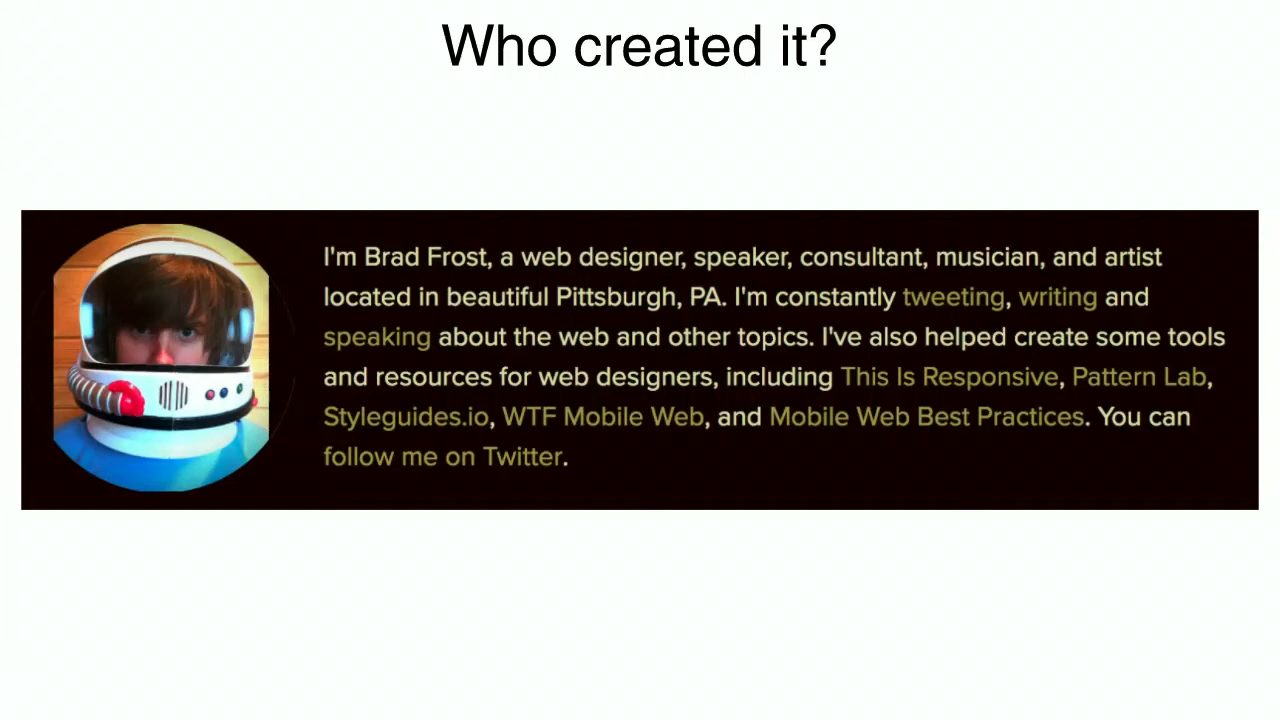 Who created it?
I'm Brad Frost, a web designer, speaker, consultant, musician, and artist
located in beautiful Pittsburgh, PA. I'm constantly tweeting, writing and
speaking about the web and other topics. I've also helped create some tools
and resources for web designers, including This Is Responsive, Pattern Lab,
Styleguides.io, WTF Mobile Web, and Mobile Web Best Practices. You can
follow me on Twitter.